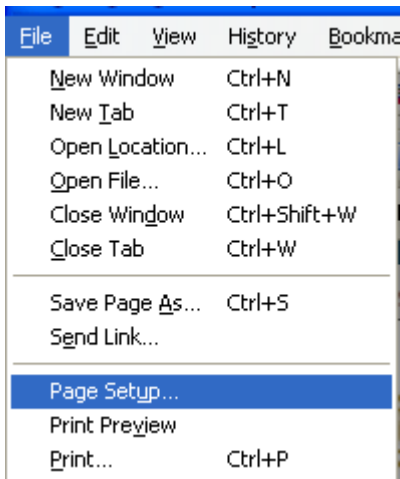 File Edit View History Bookma
New Window Ctrl+N
New Tab Ctrl+T
Open Location... Ctrl+L
Open File... Ctrl+O
Close Window Ctrl+Shift+W
Close Tab Ctrl+W
Save Page As... Ctrl+S
Send Link...
Page Setup...
Print Preview
Print... Ctrl+P